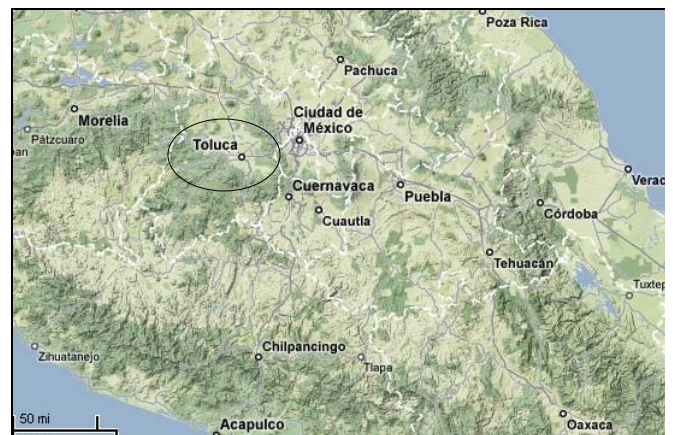 Poza Rica
Pachuca
Ciudad de
México
Morelia
Pátzcuaro
an
Toluca
Verac
Cuernavaca
Puebla
Cuautla
Córdoba
Tehuacán
Tuxtep
Zihuatanejo
Chilpancingo
Tlapa
50 mi
Acapulco
Oaxaca